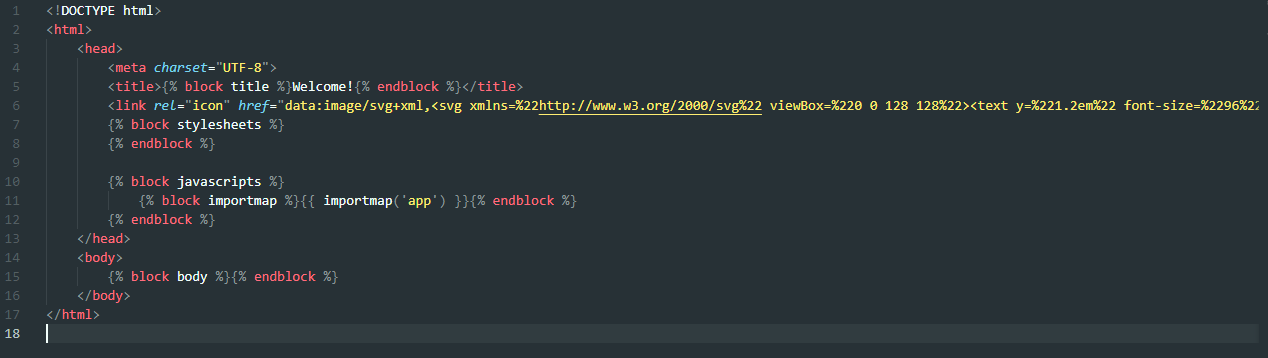 1 <!DOCTYPE html>
2 <html>
3     <head>
4         <meta charset="UTF-8">
5         <title>{% block title %}Welcome!{% endblock %}</title>
6         <link rel="icon" href="data:image/svg+xml,<svg xmlns=%22http://www.w3.org/2000/svg%22 viewBox=%220 0 128 128%22><text y=%221.2em%22 font-size=%2296%22
7         {% block stylesheets %}
8         {% endblock %}
9
10         {% block javascripts %}
11             {% block importmap %}{{ importmap('app') }}{% endblock %}
12         {% endblock %}
13     </head>
14     <body>
15         {% block body %}{% endblock %}
16     </body>
17 </html>
18